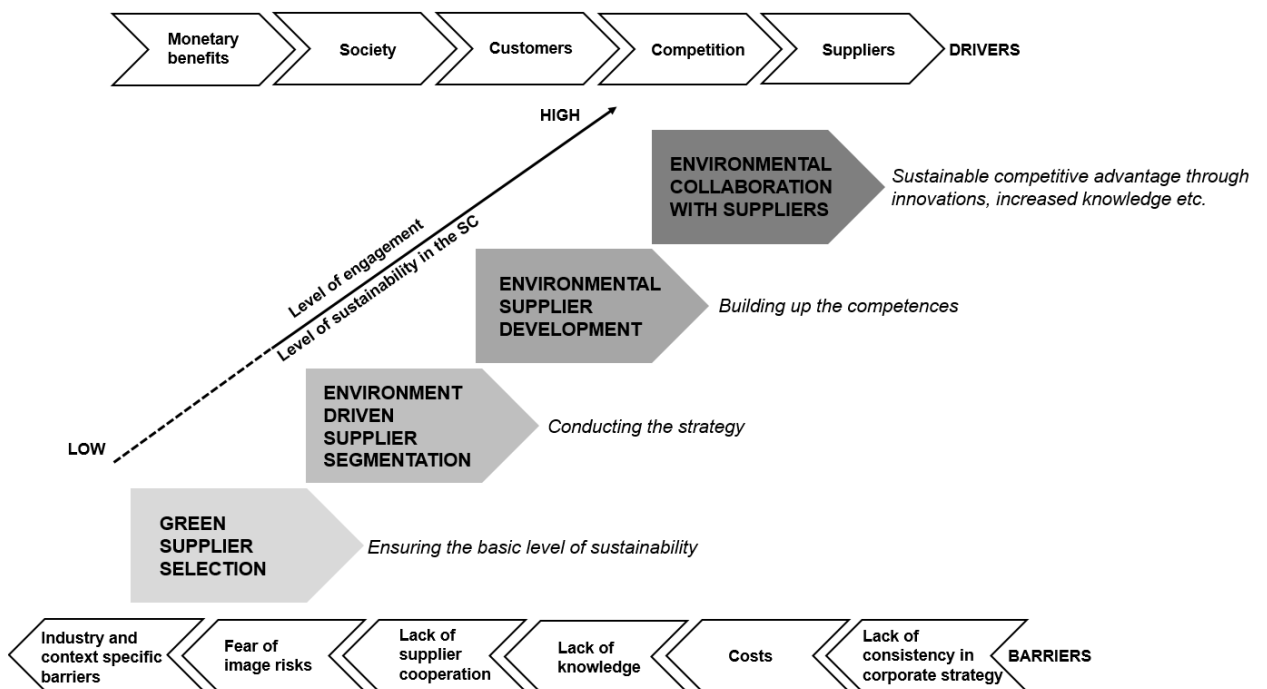 Monetary
benefits
Society
Customers
Competition
Suppliers
DRIVERS
HIGH
Level of engagement
Level of sustainability in the SC
LOW
ENVIRONMENTAL
COLLABORATION
WITH SUPPLIERS
Sustainable competitive advantage through
innovations, increased knowledge etc.
ENVIRONMENTAL
SUPPLIER
DEVELOPMENT
Building up the competences
ENVIRONMENT
DRIVEN
SUPPLIER
SEGMENTATION
Conducting the strategy
GREEN
SUPPLIER
SELECTION
Ensuring the basic level of sustainability
Industry and
context specific
barriers
Fear of
image risks
Lack of
supplier
cooperation
Lack of
knowledge
Costs
Lack of
consistency in
corporate strategy
BARRIERS